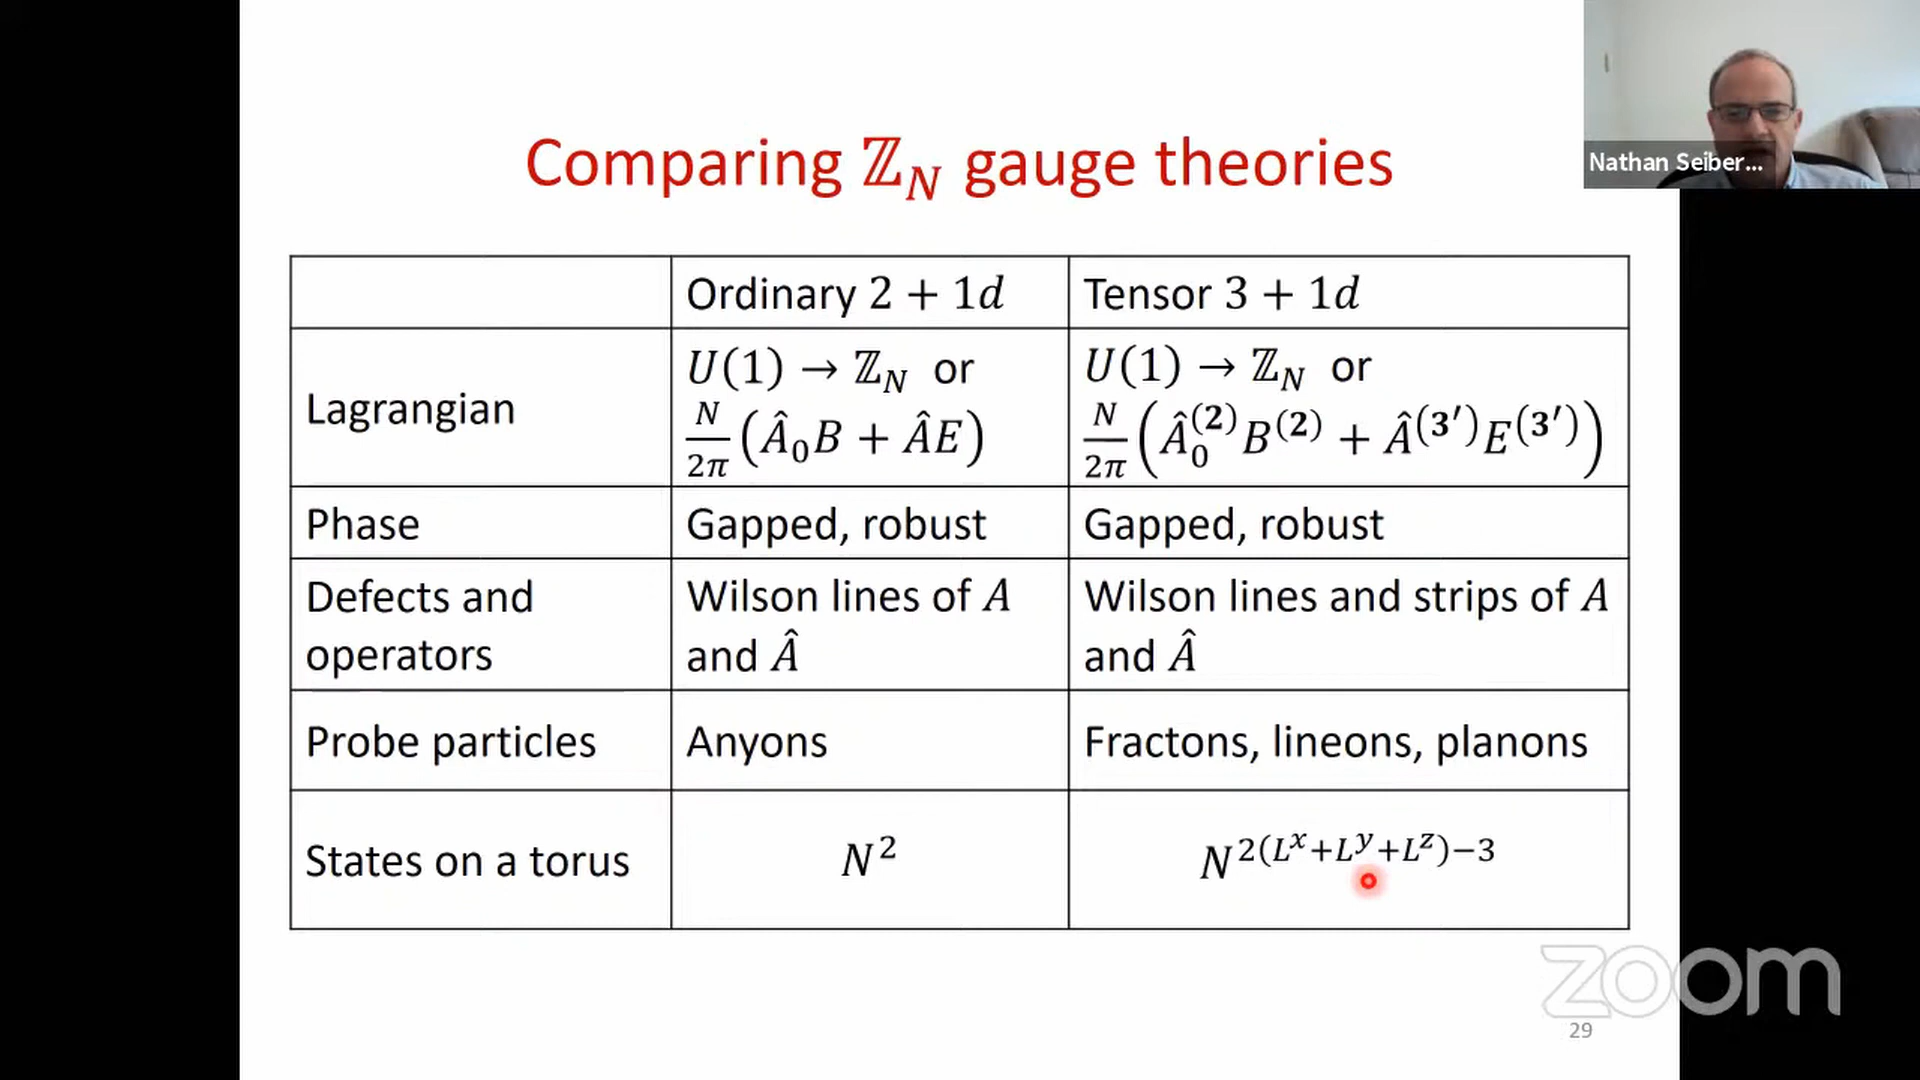 Nathan Seiber...
Comparing ℤ_N gauge theories
Ordinary 2 + 1d
Tensor 3 + 1d
Lagrangian
U(1) → ℤ_N or
N/2π (Â_0 B + ÂE)
U(1) → ℤ_N or
N/2π (Â_0^(2) B^(2) + Â^(3′) E^(3′))
Phase
Gapped, robust
Gapped, robust
Defects and
operators
Wilson lines of A
and Â
Wilson lines and strips of A
and Â
Probe particles
Anyons
Fractons, lineons, planons
States on a torus
N^2
N^{2(L^x+L^y+L^z)−3}
zoom
29